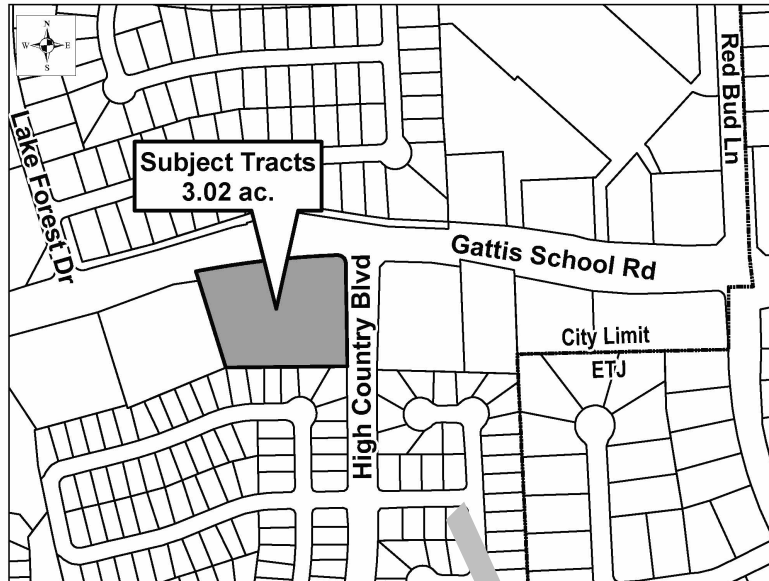 N
W E
S
Lake Forest Dr
Subject Tracts
3.02 ac.
Red Bud Ln
Gattis School Rd
High Country Blvd
City Limit
ETJ